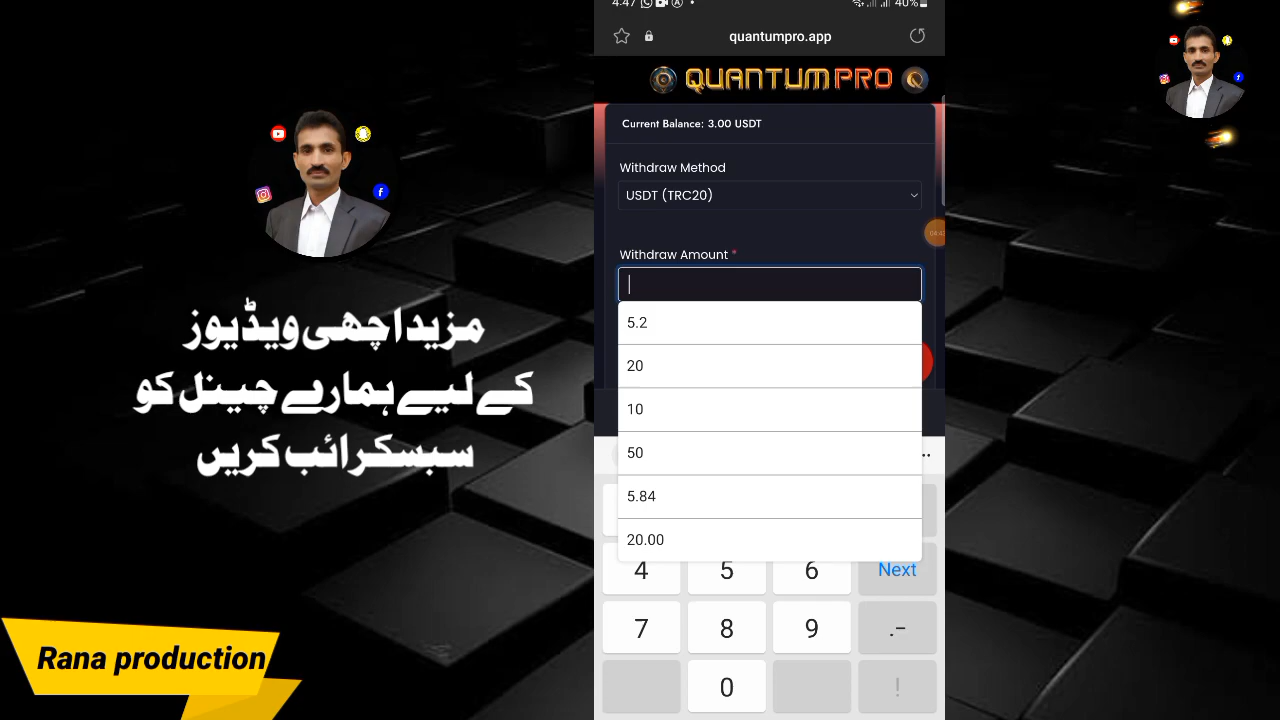 مزید اچھی ویڈیوز
کے لیے ہمارے چینل کو
سبسکرائب کریں
Rana production
4:47
40%
quantumpro.app
QUANTUM PRO
Current Balance: 3.00 USDT
Withdraw Method
USDT (TRC20)
Withdraw Amount *
5.2
20
10
50
5.84
20.00
4 5 6 Next
7 8 9 .-
0 !